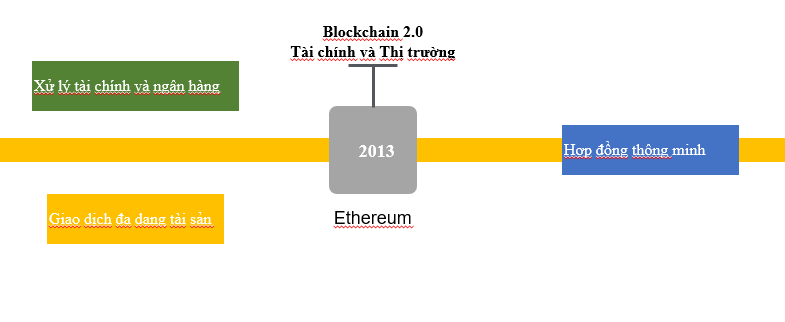 Blockchain 2.0
Tài chính và Thị trường
Xử lý tài chính và ngân hàng
2013
Hợp đồng thông minh
Giao dịch đa dạng tài sản
Ethereum